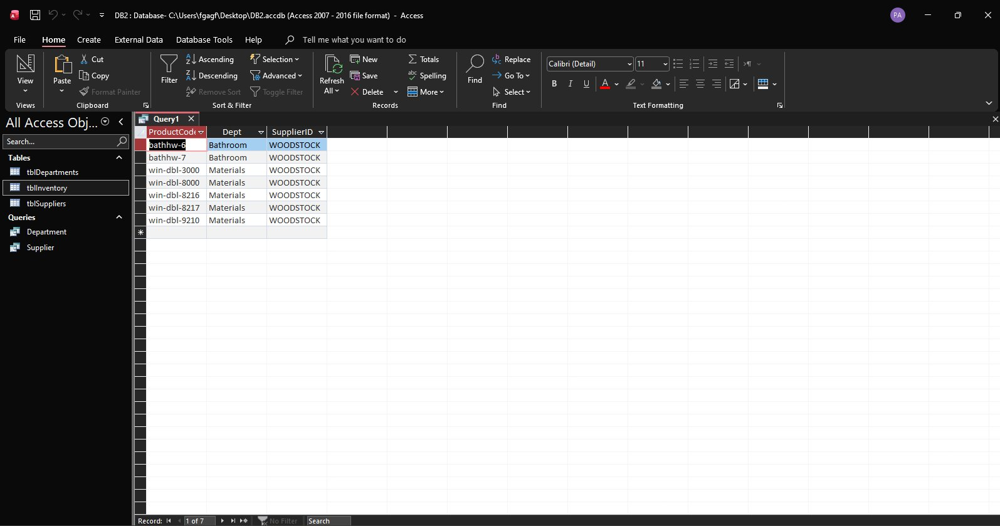 DB2 : Database- C:\Users\fgagf\Desktop\DB2.accdb (Access 2007 - 2016 file format) - Access
PA
File Home Create External Data Database Tools Help Tell me what you want to do
View
Views
Paste
Cut
Copy
Format Painter
Clipboard
Filter
Ascending
Descending
Remove Sort
Selection
Advanced
Toggle Filter
Sort & Filter
Refresh
All
New
Save
Delete
Totals
Spelling
More
Records
Find
Replace
Go To
Select
Find
Calibri (Detail) 11
B I U A
Text Formatting
All Access Obj...
Search...
Tables
tblDepartments
tblInventory
tblSuppliers
Queries
Department
Supplier
Query1
ProductCode Dept SupplierID
bathhw-6 Bathroom WOODSTOCK
bathhw-7 Bathroom WOODSTOCK
win-dbl-3000 Materials WOODSTOCK
win-dbl-8000 Materials WOODSTOCK
win-dbl-8216 Materials WOODSTOCK
win-dbl-8217 Materials WOODSTOCK
win-dbl-9210 Materials WOODSTOCK
Record: 1 of 7 No Filter Search